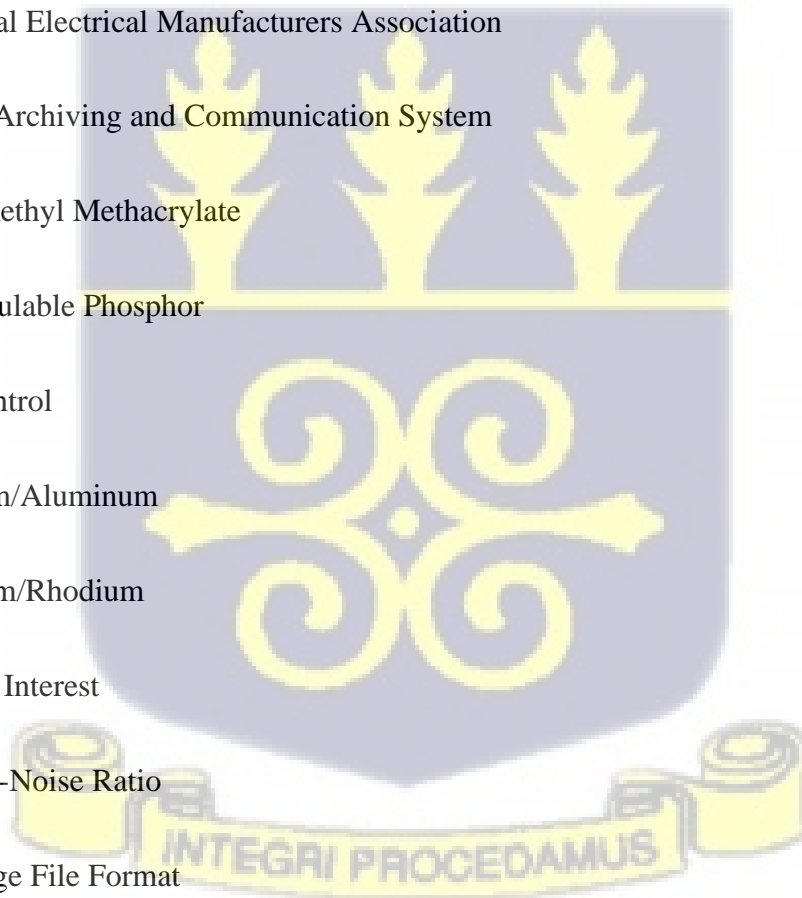 al Electrical Manufacturers Association
Archiving and Communication System
ethyl Methacrylate
ulable Phosphor
ntrol
m/Aluminum
m/Rhodium
Interest
-Noise Ratio
INTEGRI PROCEDAMUS
ge File Format